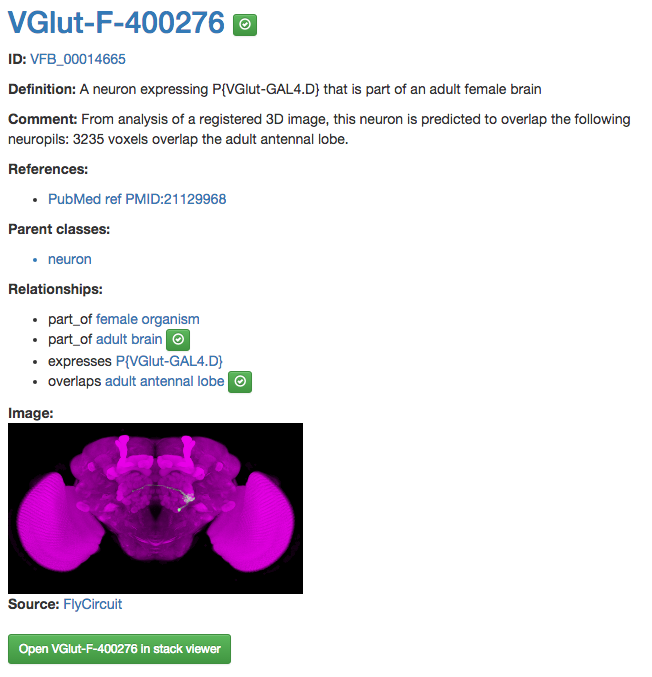 VGlut-F-400276
ID: VFB_00014665
Definition: A neuron expressing P{VGlut-GAL4.D} that is part of an adult female brain
Comment: From analysis of a registered 3D image, this neuron is predicted to overlap the following
neuropils: 3235 voxels overlap the adult antennal lobe.
References:
• PubMed ref PMID:21129968
Parent classes:
• neuron
Relationships:
• part_of female organism
• part_of adult brain
• expresses P{VGlut-GAL4.D}
• overlaps adult antennal lobe
Image:
Source: FlyCircuit
Open VGlut-F-400276 in stack viewer